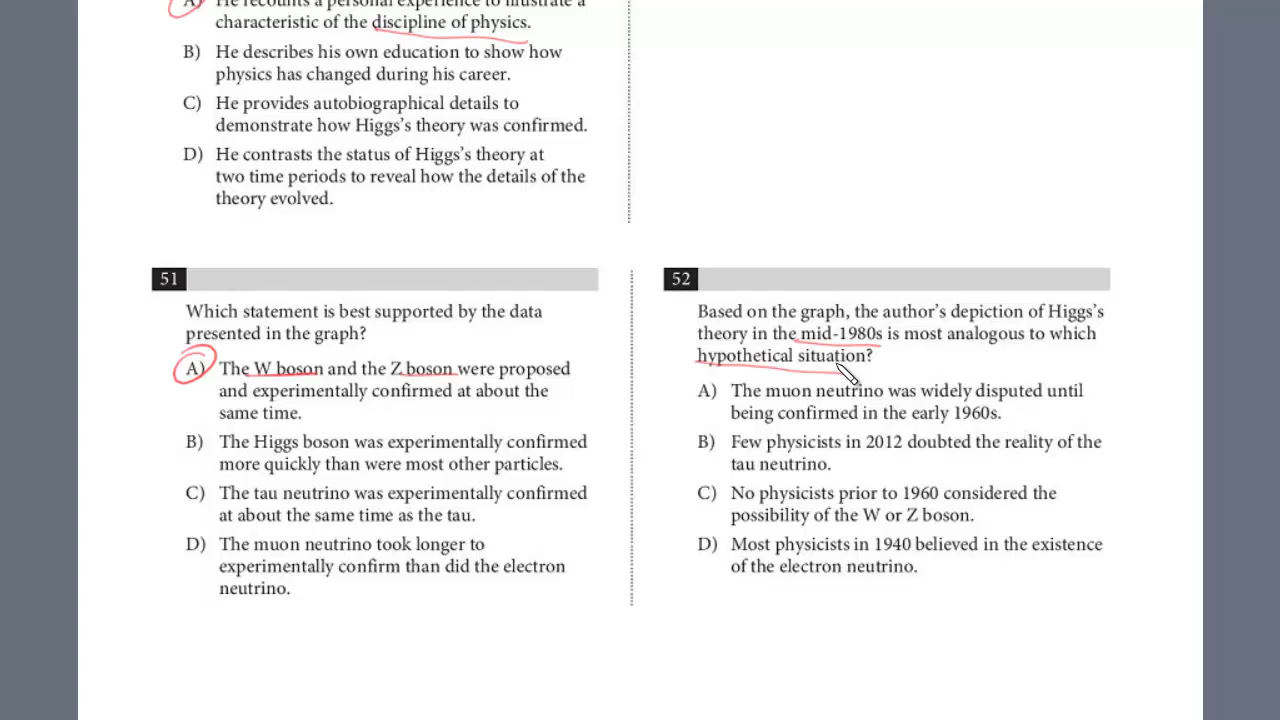 A) He recounts a personal experience to illustrate a
characteristic of the discipline of physics.
B) He describes his own education to show how
physics has changed during his career.
C) He provides autobiographical details to
demonstrate how Higgs’s theory was confirmed.
D) He contrasts the status of Higgs’s theory at
two time periods to reveal how the details of the
theory evolved.
51
Which statement is best supported by the data
presented in the graph?
A) The W boson and the Z boson were proposed
and experimentally confirmed at about the
same time.
B) The Higgs boson was experimentally confirmed
more quickly than were most other particles.
C) The tau neutrino was experimentally confirmed
at about the same time as the tau.
D) The muon neutrino took longer to
experimentally confirm than did the electron
neutrino.
52
Based on the graph, the author’s depiction of Higgs’s
theory in the mid-1980s is most analogous to which
hypothetical situation?
A) The muon neutrino was widely disputed until
being confirmed in the early 1960s.
B) Few physicists in 2012 doubted the reality of the
tau neutrino.
C) No physicists prior to 1960 considered the
possibility of the W or Z boson.
D) Most physicists in 1940 believed in the existence
of the electron neutrino.